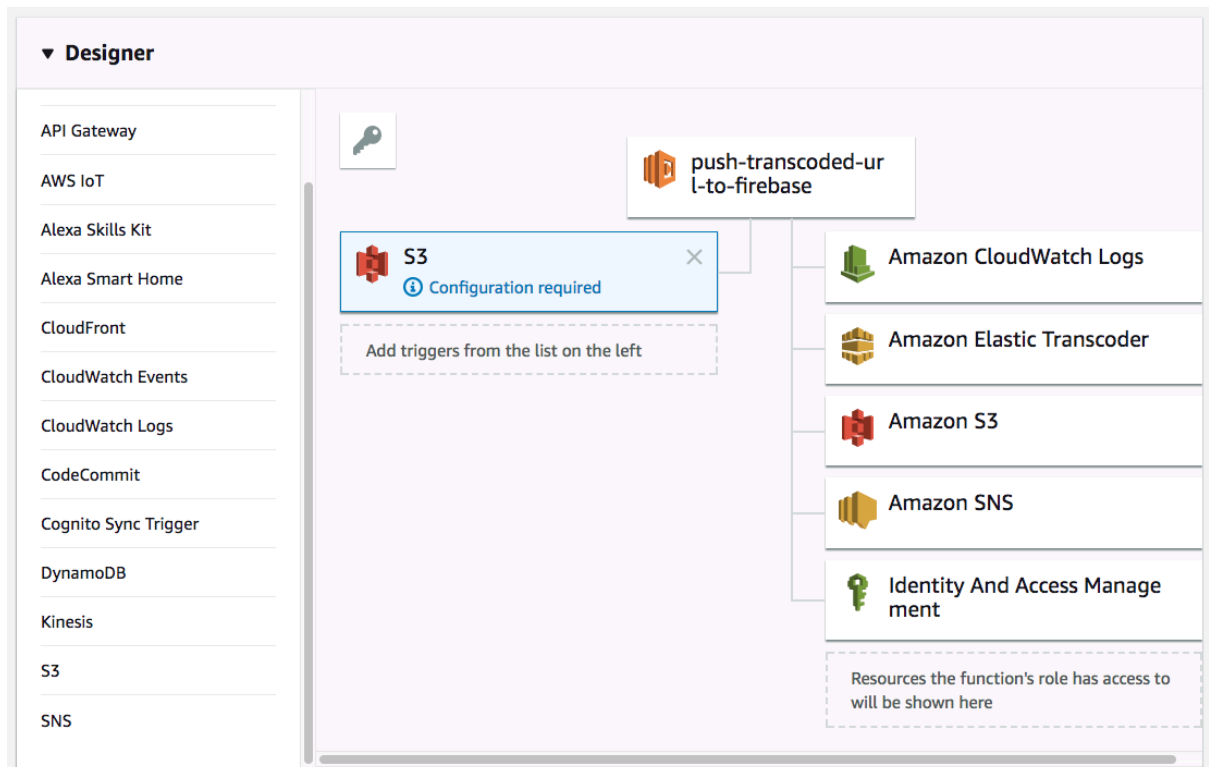 Designer
API Gateway
AWS IoT
Alexa Skills Kit
Alexa Smart Home
CloudFront
CloudWatch Events
CloudWatch Logs
CodeCommit
Cognito Sync Trigger
DynamoDB
Kinesis
S3
SNS
push-transcoded-ur
l-to-firebase
S3
Configuration required
Add triggers from the list on the left
Amazon CloudWatch Logs
Amazon Elastic Transcoder
Amazon S3
Amazon SNS
Identity And Access Manage
ment
Resources the function's role has access to
will be shown here